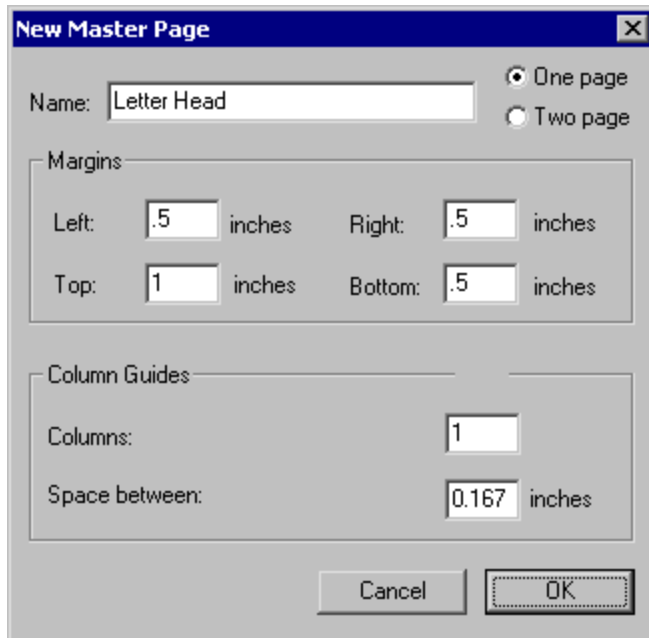 New Master Page
Name: Letter Head
One page
Two page
Margins
Left: .5 inches Right: .5 inches
Top: 1 inches Bottom: .5 inches
Column Guides
Columns: 1
Space between: 0.167 inches
Cancel OK